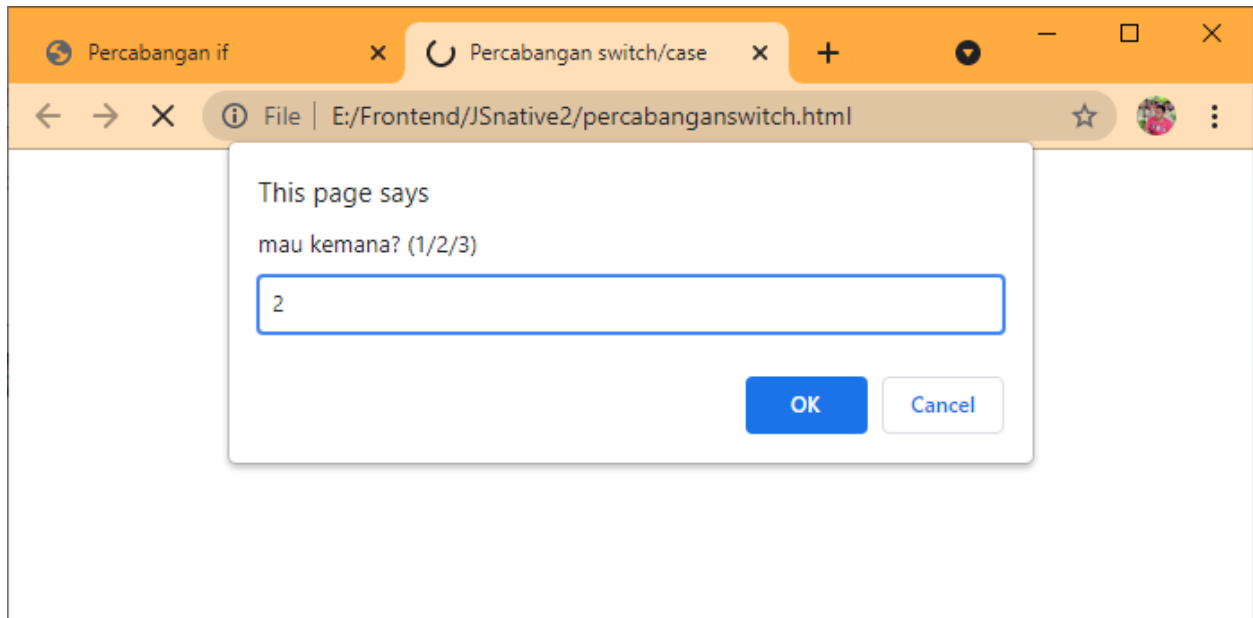 Percabangan if
Percabangan switch/case
File | E:/Frontend/JSnative2/percabanganswitch.html
This page says
mau kemana? (1/2/3)
2
OK Cancel